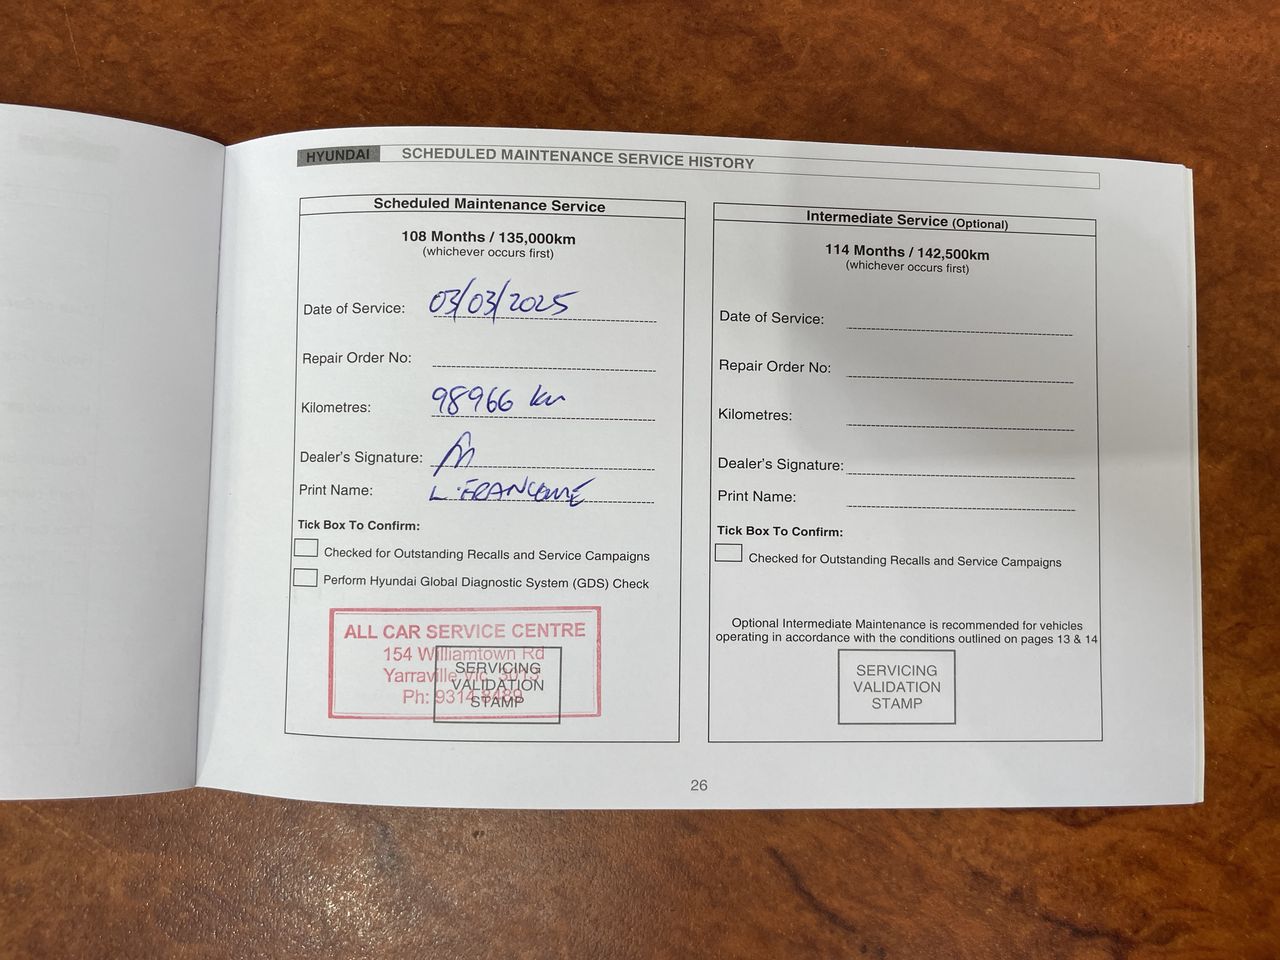 HYUNDAI SCHEDULED MAINTENANCE SERVICE HISTORY
Scheduled Maintenance Service
108 Months / 135,000km
(whichever occurs first)
Date of Service: 03/03/2025
Repair Order No:
Kilometres: 98966 km
Dealer's Signature:
Print Name: L.
Tick Box To Confirm:
Checked for Outstanding Recalls and Service Campaigns
Perform Hyundai Global Diagnostic System (GDS) Check
ALL CAR SERVICE CENTRE
154 Williamtown Rd
Yarraville Vic. 3013
Ph: 9314 8489
SERVICING
VALIDATION
STAMP
Intermediate Service (Optional)
114 Months / 142,500km
(whichever occurs first)
Date of Service:
Repair Order No:
Kilometres:
Dealer's Signature:
Print Name:
Tick Box To Confirm:
Checked for Outstanding Recalls and Service Campaigns
Optional Intermediate Maintenance is recommended for vehicles
operating in accordance with the conditions outlined on pages 13 & 14
SERVICING
VALIDATION
STAMP
26